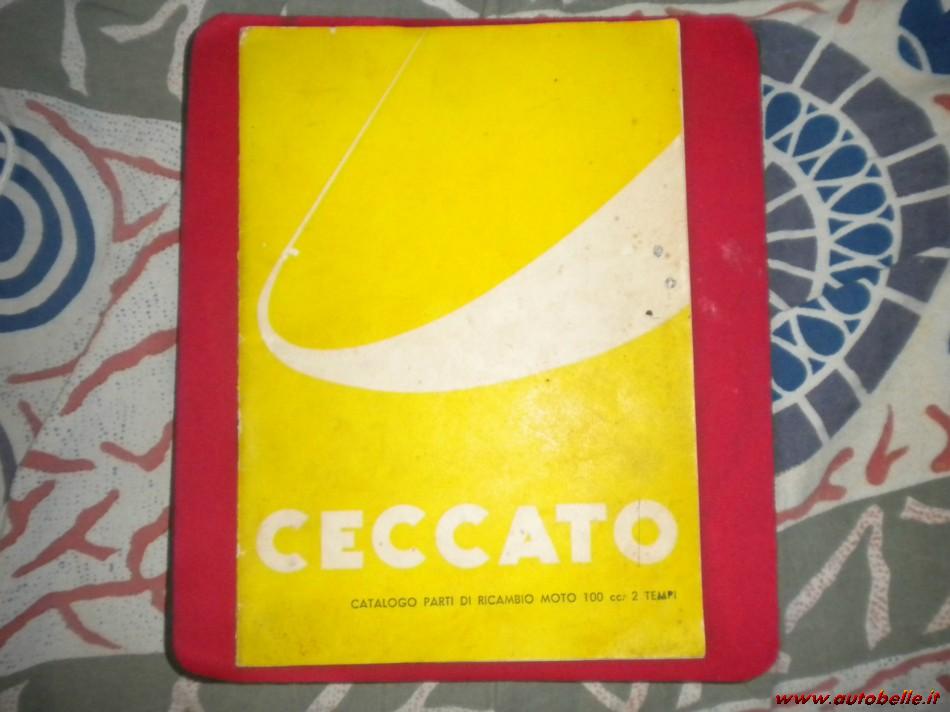 CECCATO
CATALOGO PARTI DI RICAMBIO MOTO 100 cc. 2 TEMPI
www.autobelle.it